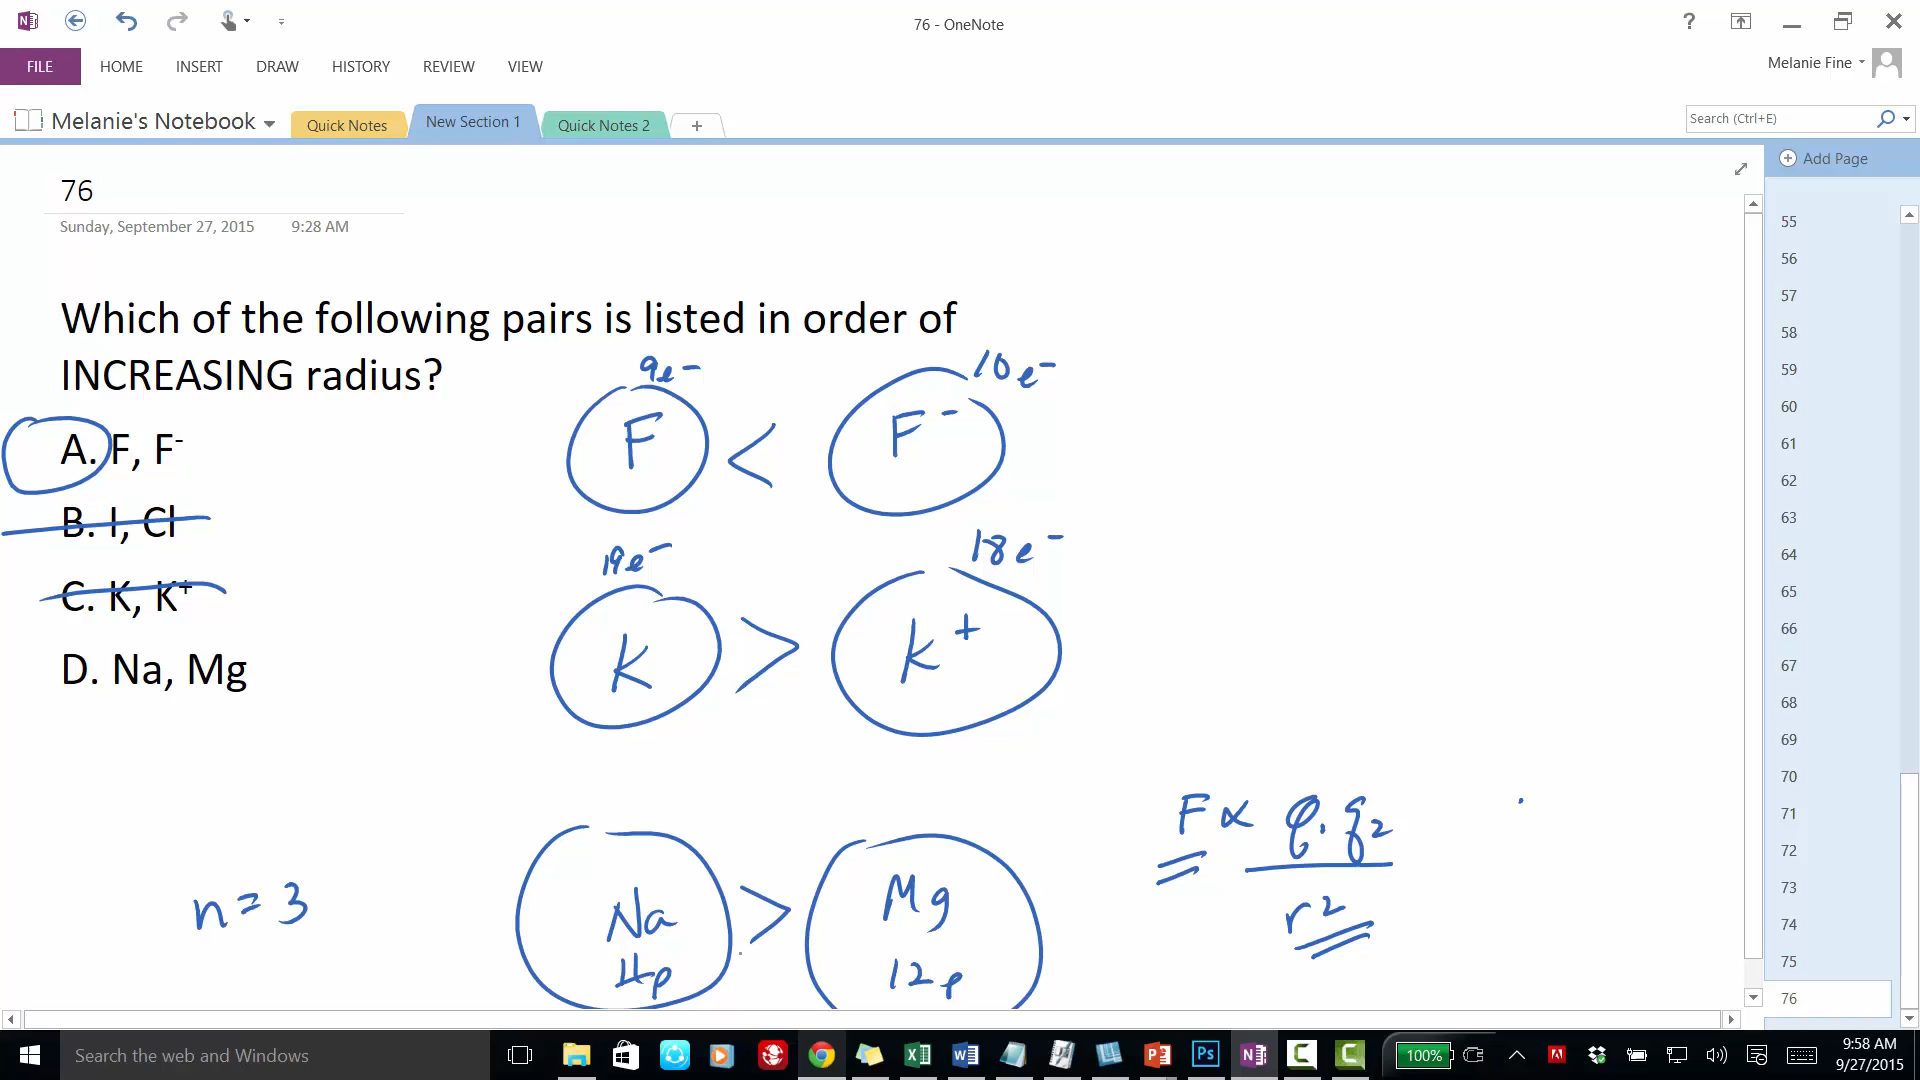 76 - OneNote
FILE HOME INSERT DRAW HISTORY REVIEW VIEW
Melanie Fine
Melanie's Notebook Quick Notes New Section 1 Quick Notes 2 +
Search (Ctrl+E)
Add Page
76
Sunday, September 27, 2015 9:28 AM
Which of the following pairs is listed in order of
INCREASING radius?
A. F, F⁻
B. I, Cl
C. K, K⁺
D. Na, Mg
9e⁻ 10e⁻
F < F⁻
19e⁻ 18e⁻
K > K⁺
n = 3
Na > Mg
11p 12p
F ∝ q₁ q₂
r²
55
56
57
58
59
60
61
62
63
64
65
66
67
68
69
70
71
72
73
74
75
76
Search the web and Windows
100%
9:58 AM
9/27/2015